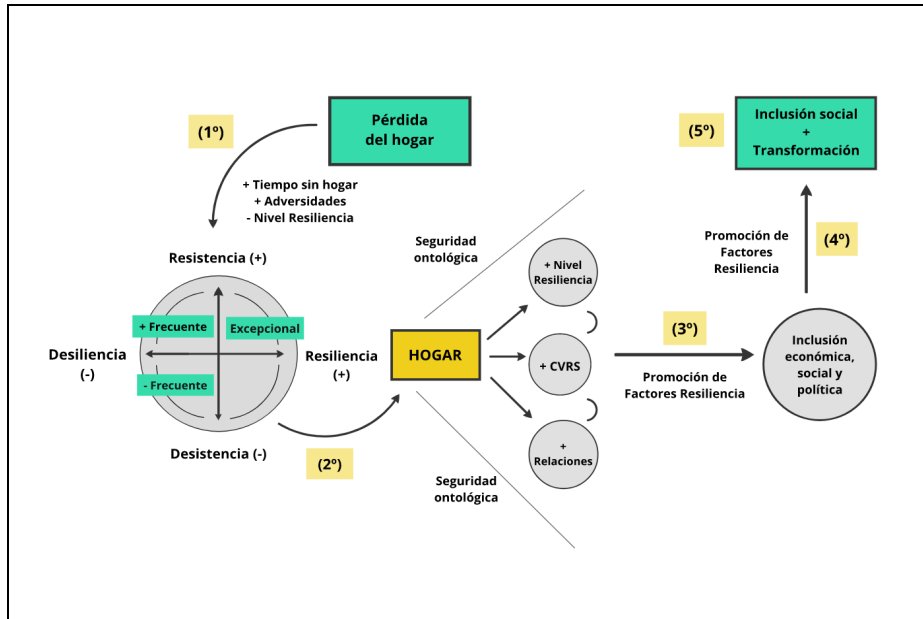 Pérdida
del hogar
(1º)
+ Tiempo sin hogar
+ Adversidades
- Nivel Resiliencia
Resistencia (+)
+ Frecuente
Excepcional
Desiliencia
(-)
Resiliencia
(+)
- Frecuente
Desistencia (-)
(2º)
HOGAR
Seguridad
ontológica
Seguridad
ontológica
+ Nivel
Resiliencia
+ CVRS
+
Relaciones
(3º)
Promoción de
Factores Resiliencia
Inclusión
económica,
social y
política
(4º)
Promoción de
Factores
Resiliencia
(5º)
Inclusión social
+
Transformación